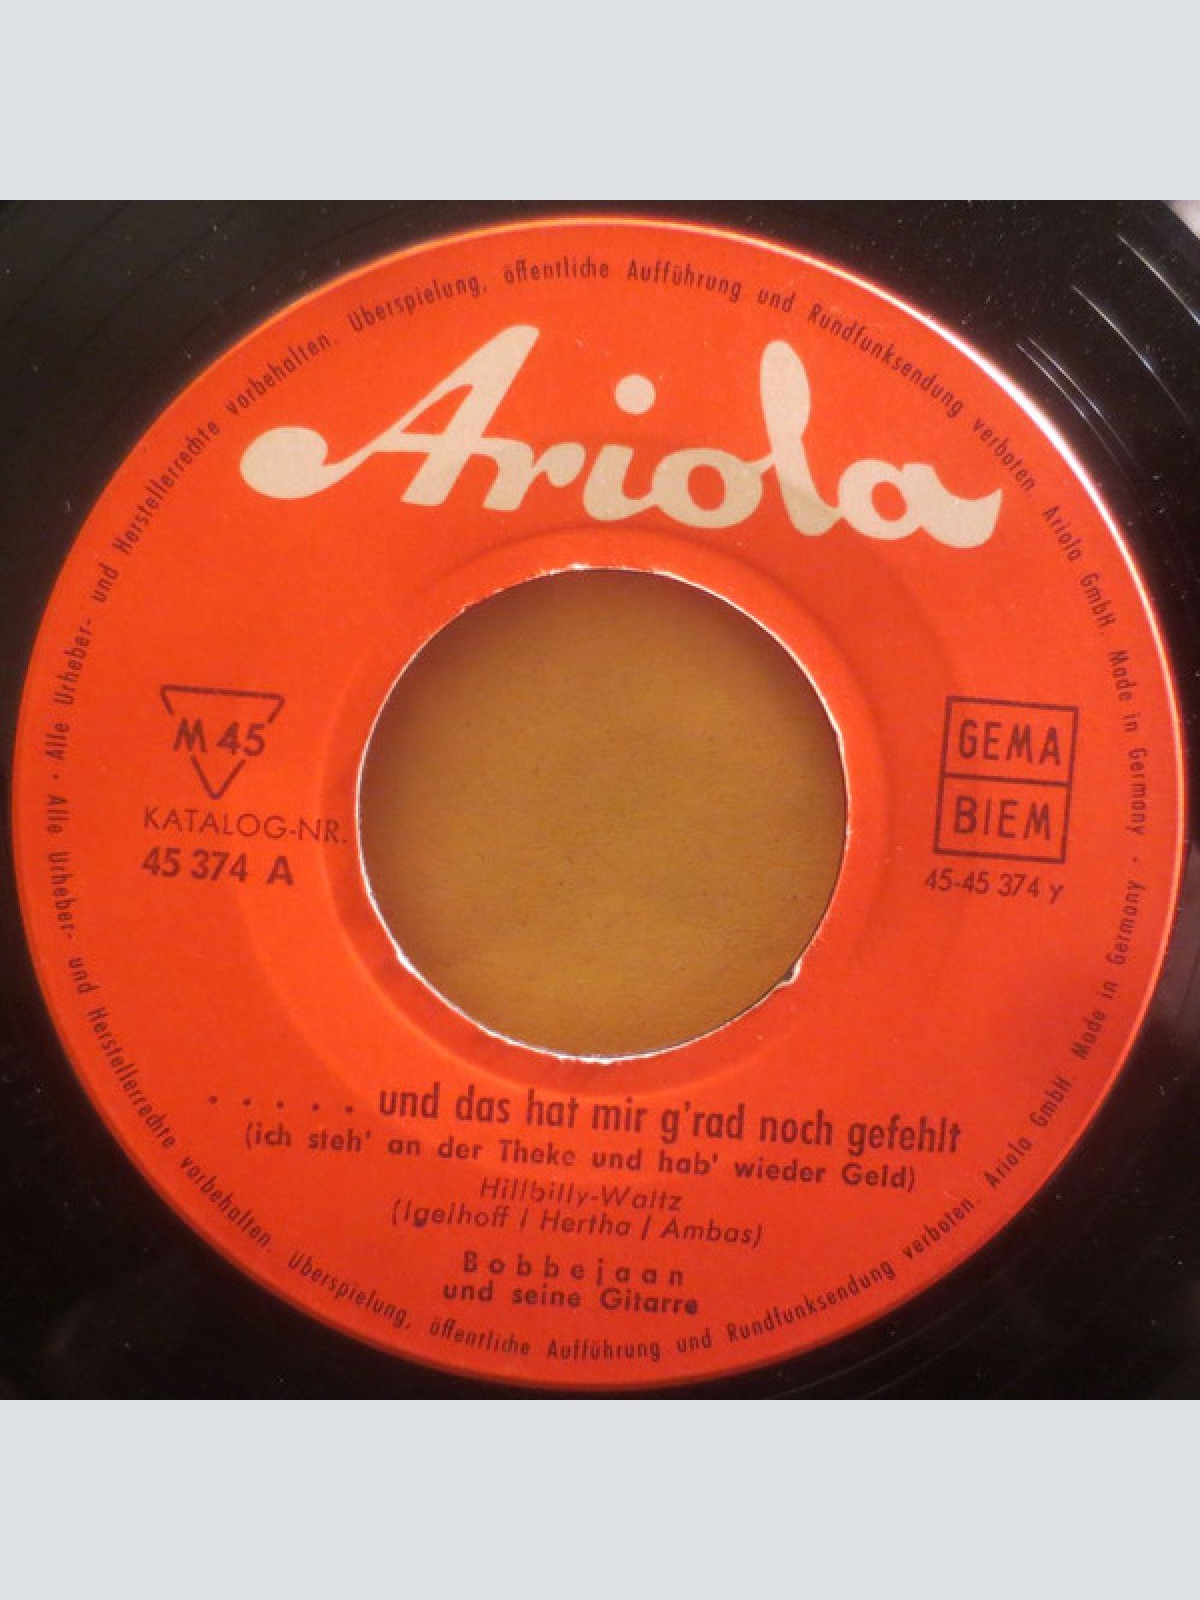 Alle Urheber- und Herstellerrechte vorbehalten. Überspielung, öffentliche Aufführung und Rundfunksendung verboten. Ariola GmbH. Made in Germany ·
Ariola
M 45
KATALOG-NR.
45 374 A
GEMA
BIEM
45-45 374 y
..... und das hat mir g'rad noch gefehlt
(ich steh' an der Theke und hab' wieder Geld)
Hillbilly-Waltz
(Igelhoff / Hertha / Ambas)
Bobbejaan
und seine Gitarre
· Alle Urheber- und Herstellerrechte vorbehalten. Überspielung, öffentliche Aufführung und Rundfunksendung verboten. Ariola GmbH. Made in Germany